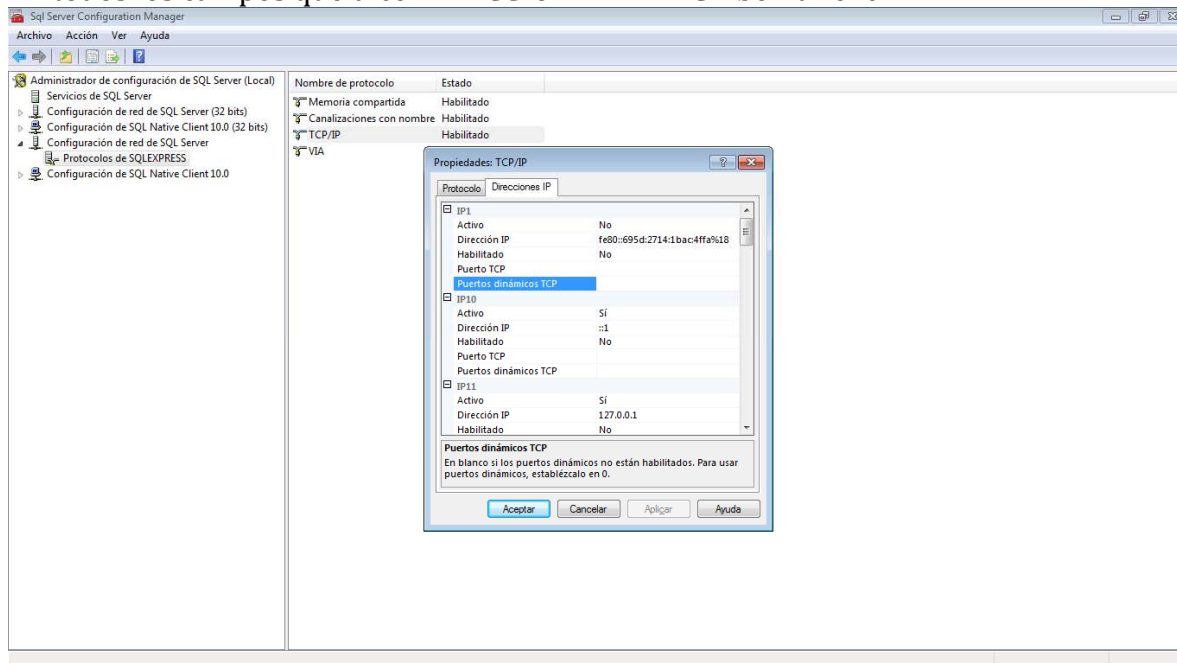 Sql Server Configuration Manager
Archivo Acción Ver Ayuda
Administrador de configuración de SQL Server (Local)
Servicios de SQL Server
Configuración de red de SQL Server (32 bits)
Configuración de SQL Native Client 10.0 (32 bits)
Configuración de red de SQL Server
Protocolos de SQLEXPRESS
Configuración de SQL Native Client 10.0
Nombre de protocolo Estado
Memoria compartida Habilitado
Canalizaciones con nombre Habilitado
TCP/IP Habilitado
VIA
Propiedades: TCP/IP
Protocolo Direcciones IP
IP1
Activo No
Dirección IP fe80::695d:2714:1bac:4ffa%18
Habilitado No
Puerto TCP
Puertos dinámicos TCP
IP10
Activo Sí
Dirección IP ::1
Habilitado No
Puerto TCP
Puertos dinámicos TCP
IP11
Activo Sí
Dirección IP 127.0.0.1
Habilitado No
Puertos dinámicos TCP
En blanco si los puertos dinámicos no están habilitados. Para usar
puertos dinámicos, establézcalo en 0.
Aceptar Cancelar Aplicar Ayuda